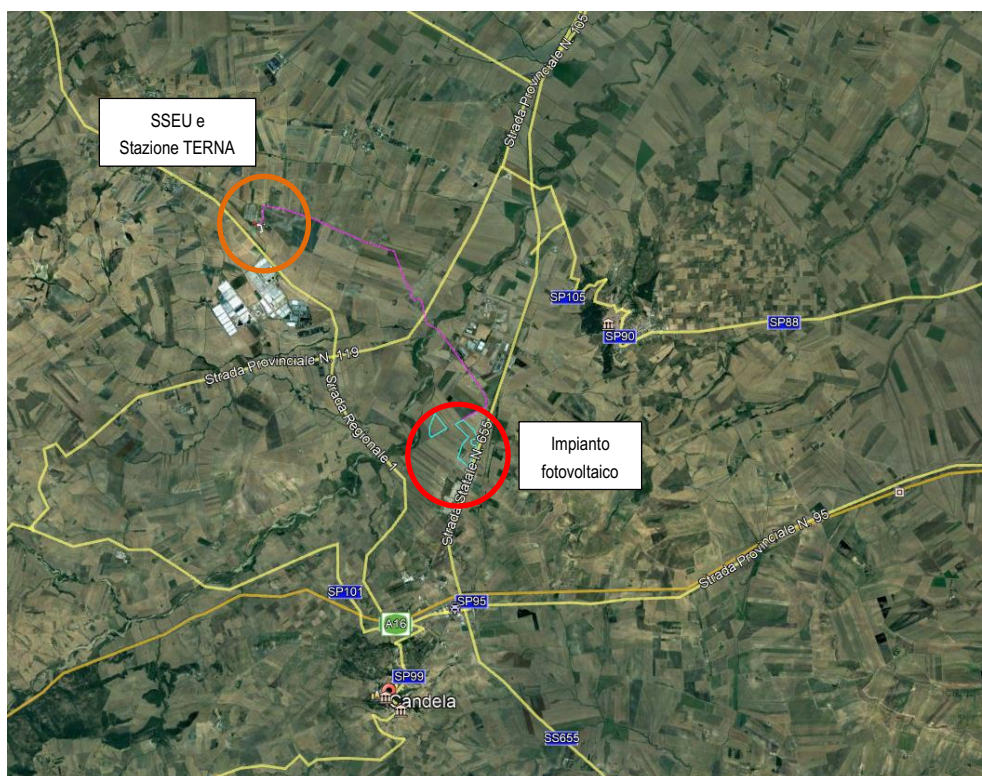 Strada Provinciale N. 105
SSEU e
Stazione TERNA
SP105
SP88
SP90
Strada Provinciale N. 119
Strada Regionale 1
Impianto
fotovoltaico
Strada Statale N. 655
Strada Provinciale N. 95
SP101
SP95
A16
SP99
Candela
SS655